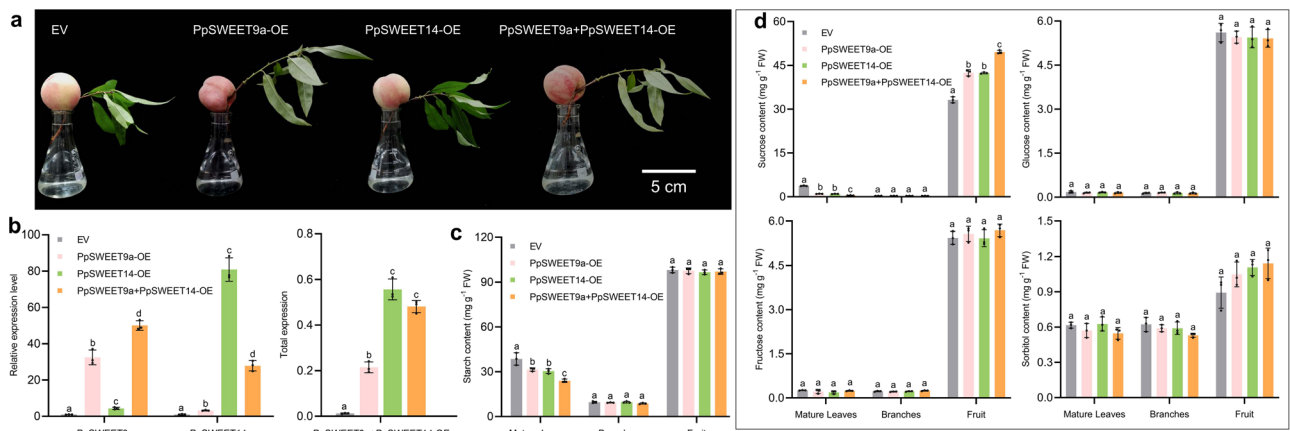 a
EV
PpSWEET9a-OE
PpSWEET14-OE
PpSWEET9a+PpSWEET14-OE
5 cm
b
Relative expression level
100
80
60
40
20
0
EV
PpSWEET9a-OE
PpSWEET14-OE
PpSWEET9a+PpSWEET14-OE
a b c d
a b c d
Total expression
0.8
0.6
0.4
0.2
0.0
a b c c
c
Starch content (mg g-1 FW)
120
90
60
30
0
EV
PpSWEET9a-OE
PpSWEET14-OE
PpSWEET9a+PpSWEET14-OE
a b b c
a a a a
a a a a
d
Sucrose content (mg g-1 FW)
60
45
30
15
0
EV
PpSWEET9a-OE
PpSWEET14-OE
PpSWEET9a+PpSWEET14-OE
a b b c
a a a a
a b b c
Glucose content (mg g-1 FW)
6.0
4.5
3.0
1.5
0.0
a a a a
a a a a
a a a a
Fructose content (mg g-1 FW)
6.0
4.5
3.0
1.5
0.0
a a a a
a a a a
a a a a
Mature Leaves Branches Fruit
Sorbitol content (mg g-1 FW)
1.5
1.2
0.9
0.6
0.3
0.0
a a a a
a a a a
a a a a
Mature Leaves Branches Fruit